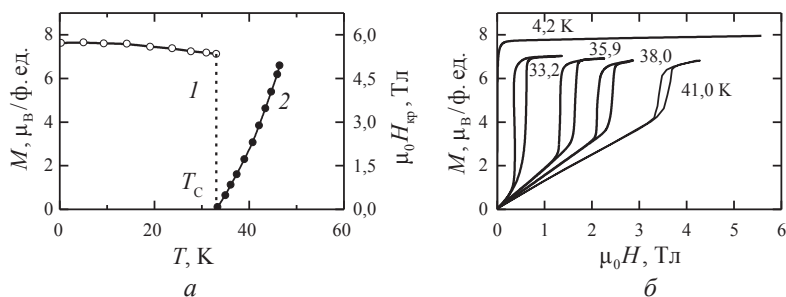 8
6
4
2
0
M, μB/ф. ед.
1
2
TC
6,0
4,5
3,0
1,5
0,0
μ0Hкр, Тл
0 20 40 60
T, K
а
8
6
4
2
0
M, μB/ф. ед.
4,2 K
33,2
35,9
38,0
41,0 K
0 1 2 3 4 5 6
μ0H, Тл
б